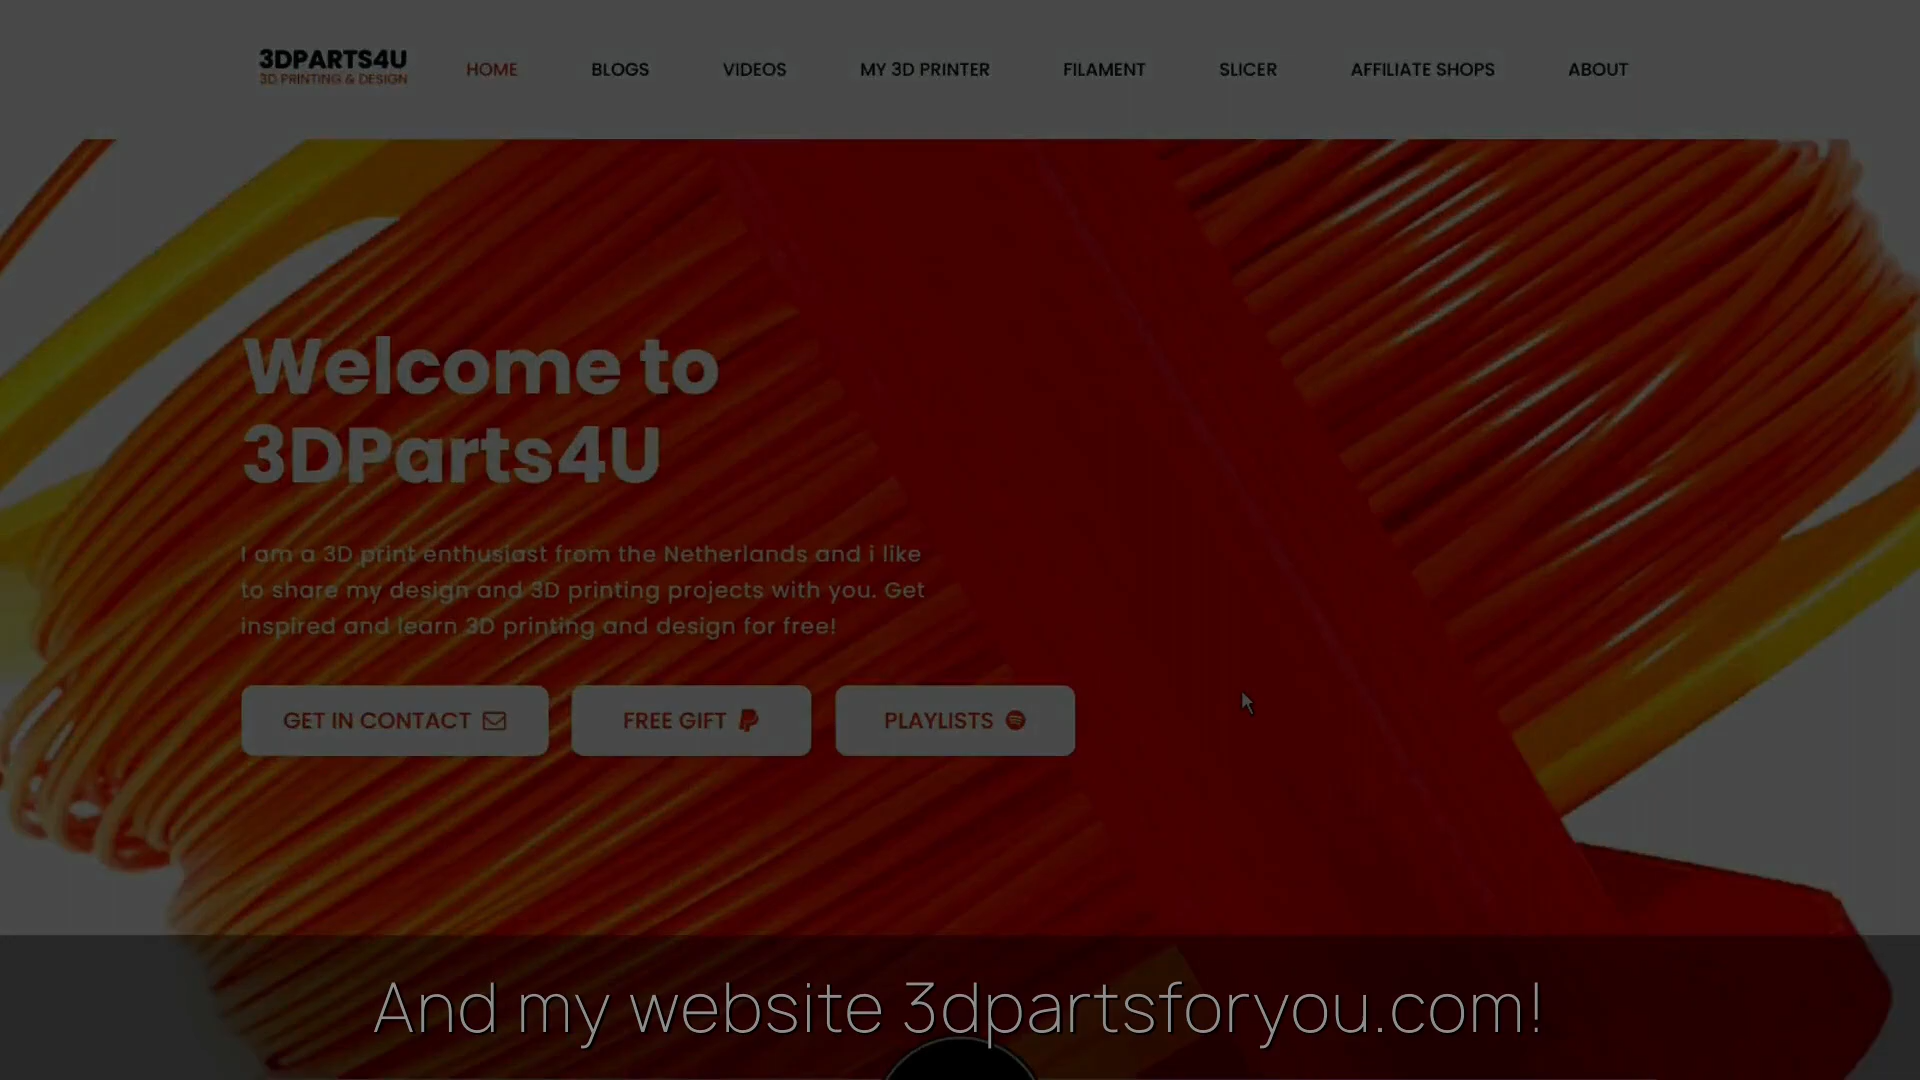 3DPARTS4U
3D PRINTING & DESIGN
HOME
BLOGS
VIDEOS
MY 3D PRINTER
FILAMENT
SLICER
AFFILIATE SHOPS
ABOUT
Welcome to
3DParts4U
I am a 3D print enthusiast from the Netherlands and i like
to share my design and 3D printing projects with you. Get
inspired and learn 3D printing and design for free!
GET IN CONTACT
FREE GIFT
PLAYLISTS
And my website 3dpartsforyou.com!